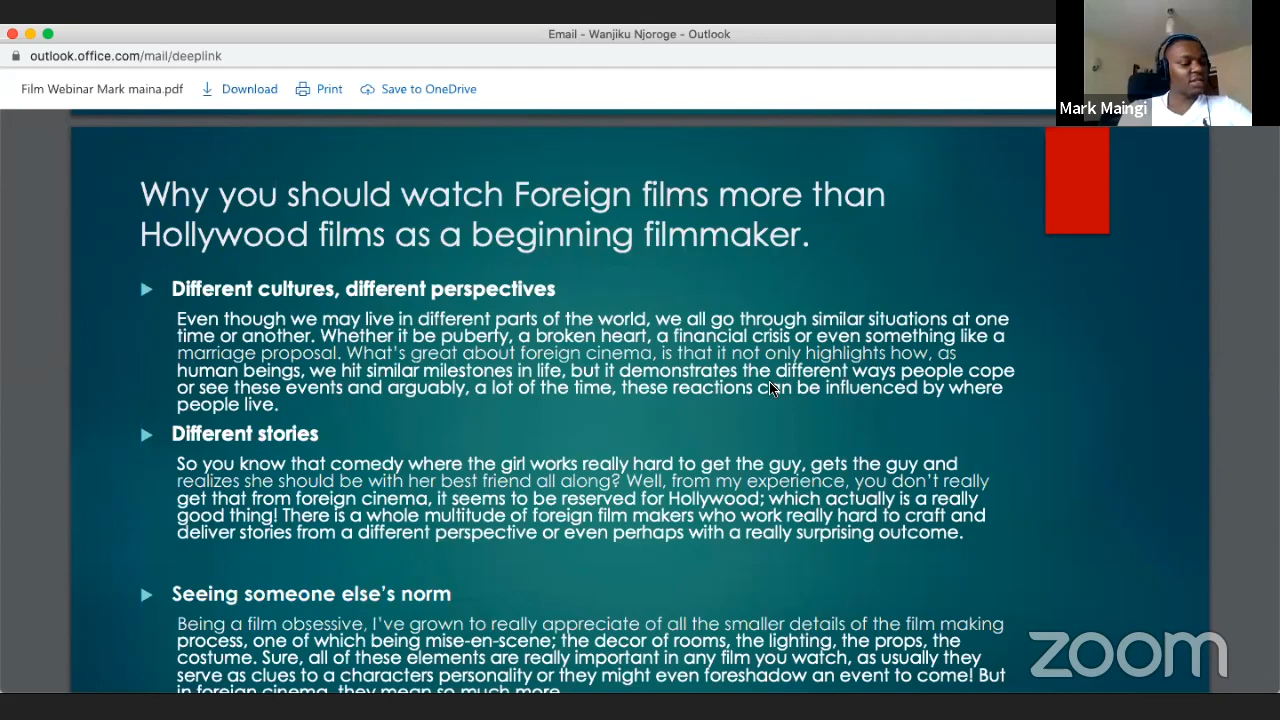 Email - Wanjiku Njoroge - Outlook
outlook.office.com/mail/deeplink
Film Webinar Mark maina.pdf Download Print Save to OneDrive
Mark Maingi
Why you should watch Foreign films more than
Hollywood films as a beginning filmmaker.
Different cultures, different perspectives
Even though we may live in different parts of the world, we all go through similar situations at one
time or another. Whether it be puberty, a broken heart, a financial crisis or even something like a
marriage proposal. What's great about foreign cinema, is that it not only highlights how, as
human beings, we hit similar milestones in life, but it demonstrates the different ways people cope
or see these events and arguably, a lot of the time, these reactions can be influenced by where
people live.
Different stories
So you know that comedy where the girl works really hard to get the guy, gets the guy and
realizes she should be with her best friend all along? Well, from my experience, you don't really
get that from foreign cinema, it seems to be reserved for Hollywood; which actually is a really
good thing! There is a whole multitude of foreign film makers who work really hard to craft and
deliver stories from a different perspective or even perhaps with a really surprising outcome.
Seeing someone else's norm
Being a film obsessive, I've grown to really appreciate of all the smaller details of the film making
process, one of which being mise-en-scene; the decor of rooms, the lighting, the props, the
costume. Sure, all of these elements are really important in any film you watch, as usually they
serve as clues to a characters personality or they might even foreshadow an event to come! But
in foreign cinema, they mean so much more
zoom